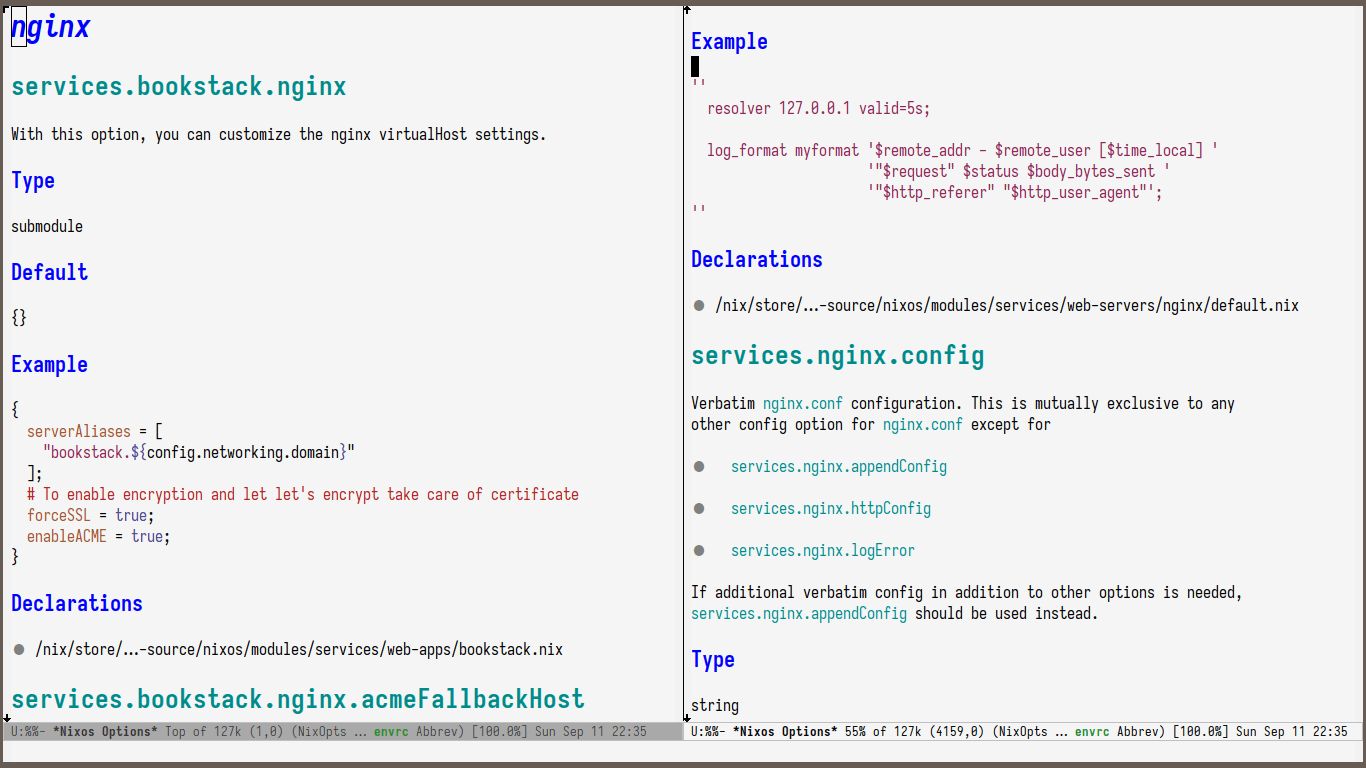 nginx
services.bookstack.nginx
With this option, you can customize the nginx virtualHost settings.
Type
submodule
Default
{}
Example
{
  serverAliases = [
    "bookstack.${config.networking.domain}"
  ];
  # To enable encryption and let let's encrypt take care of certificate
  forceSSL = true;
  enableACME = true;
}
Declarations
● /nix/store/...-source/nixos/modules/services/web-apps/bookstack.nix
services.bookstack.nginx.acmeFallbackHost
U:%%- *Nixos Options* Top of 127k (1,0) (NixOpts ... envrc Abbrev) [100.0%] Sun Sep 11 22:35
Example
''
  resolver 127.0.0.1 valid=5s;
  log_format myformat '$remote_addr - $remote_user [$time_local] '
                      '"$request" $status $body_bytes_sent '
                      '"$http_referer" "$http_user_agent"';
''
Declarations
● /nix/store/...-source/nixos/modules/services/web-servers/nginx/default.nix
services.nginx.config
Verbatim nginx.conf configuration. This is mutually exclusive to any
other config option for nginx.conf except for
● services.nginx.appendConfig
● services.nginx.httpConfig
● services.nginx.logError
If additional verbatim config in addition to other options is needed,
services.nginx.appendConfig should be used instead.
Type
string
U:%%- *Nixos Options* 55% of 127k (4159,0) (NixOpts ... envrc Abbrev) [100.0%] Sun Sep 11 22:35